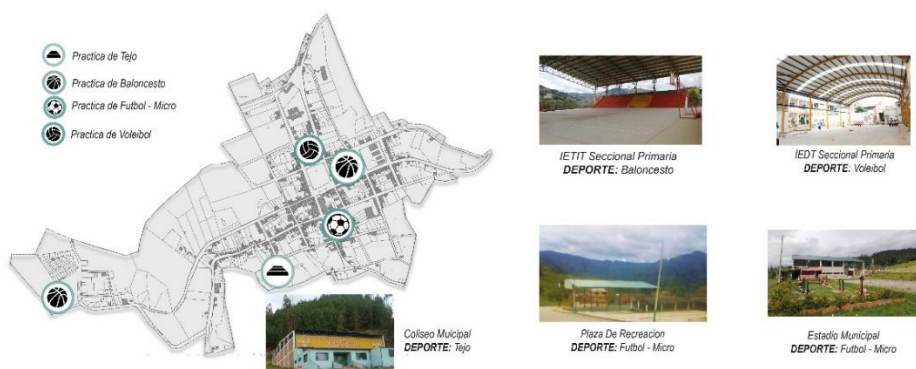 Practica de Tejo
Practica de Baloncesto
Practica de Futbol - Micro
Practica de Voleibol
IETIT Seccional Primaria
DEPORTE: Baloncesto
IEDT Seccional Primaria
DEPORTE: Voleibol
Coliseo Muicipal
DEPORTE: Tejo
Plaza De Recreacion
DEPORTE: Futbol - Micro
Estadio Municipal
DEPORTE: Futbol - Micro